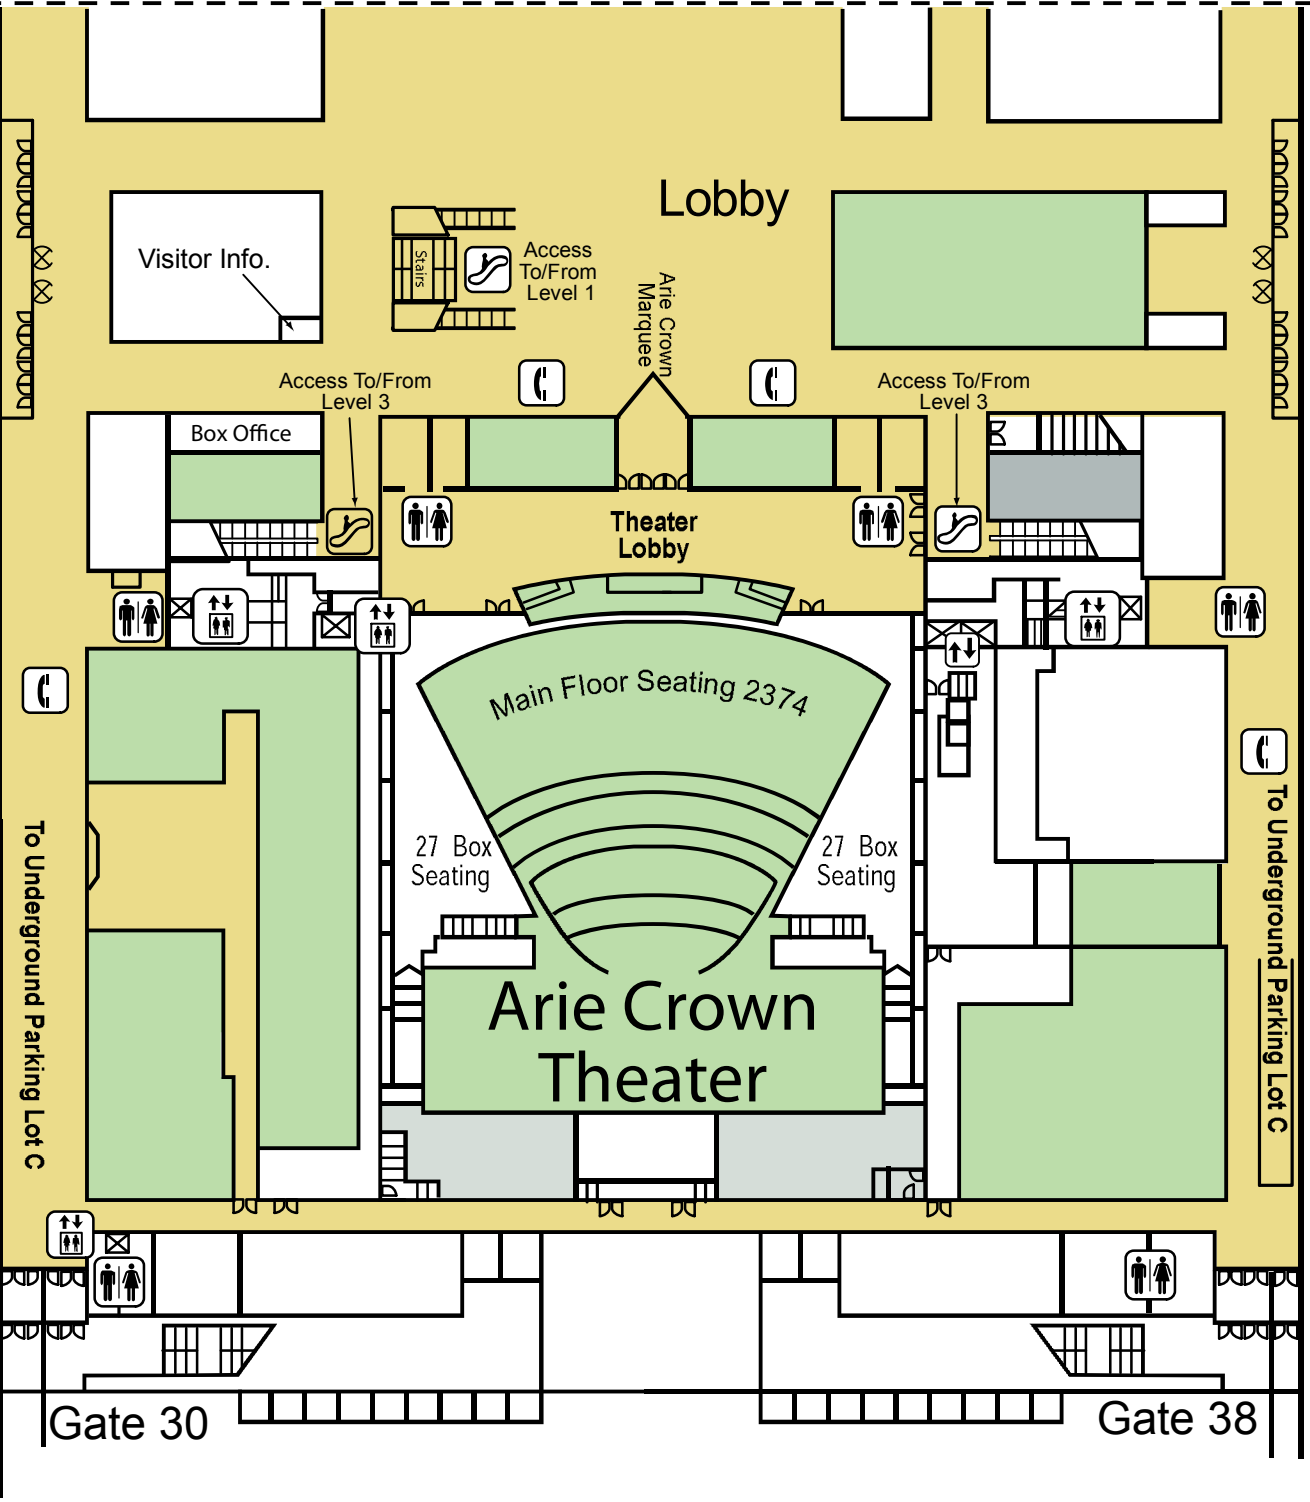 Lobby
Visitor Info.
Stairs
Access
To/From
Level 1
Arie Crown
Marquee
Access To/From
Level 3
Access To/From
Level 3
Box Office
Theater
Lobby
Main Floor Seating 2374
27 Box
Seating
27 Box
Seating
To Underground Parking Lot C
To Underground Parking Lot C
Arie Crown
Theater
Gate 30
Gate 38